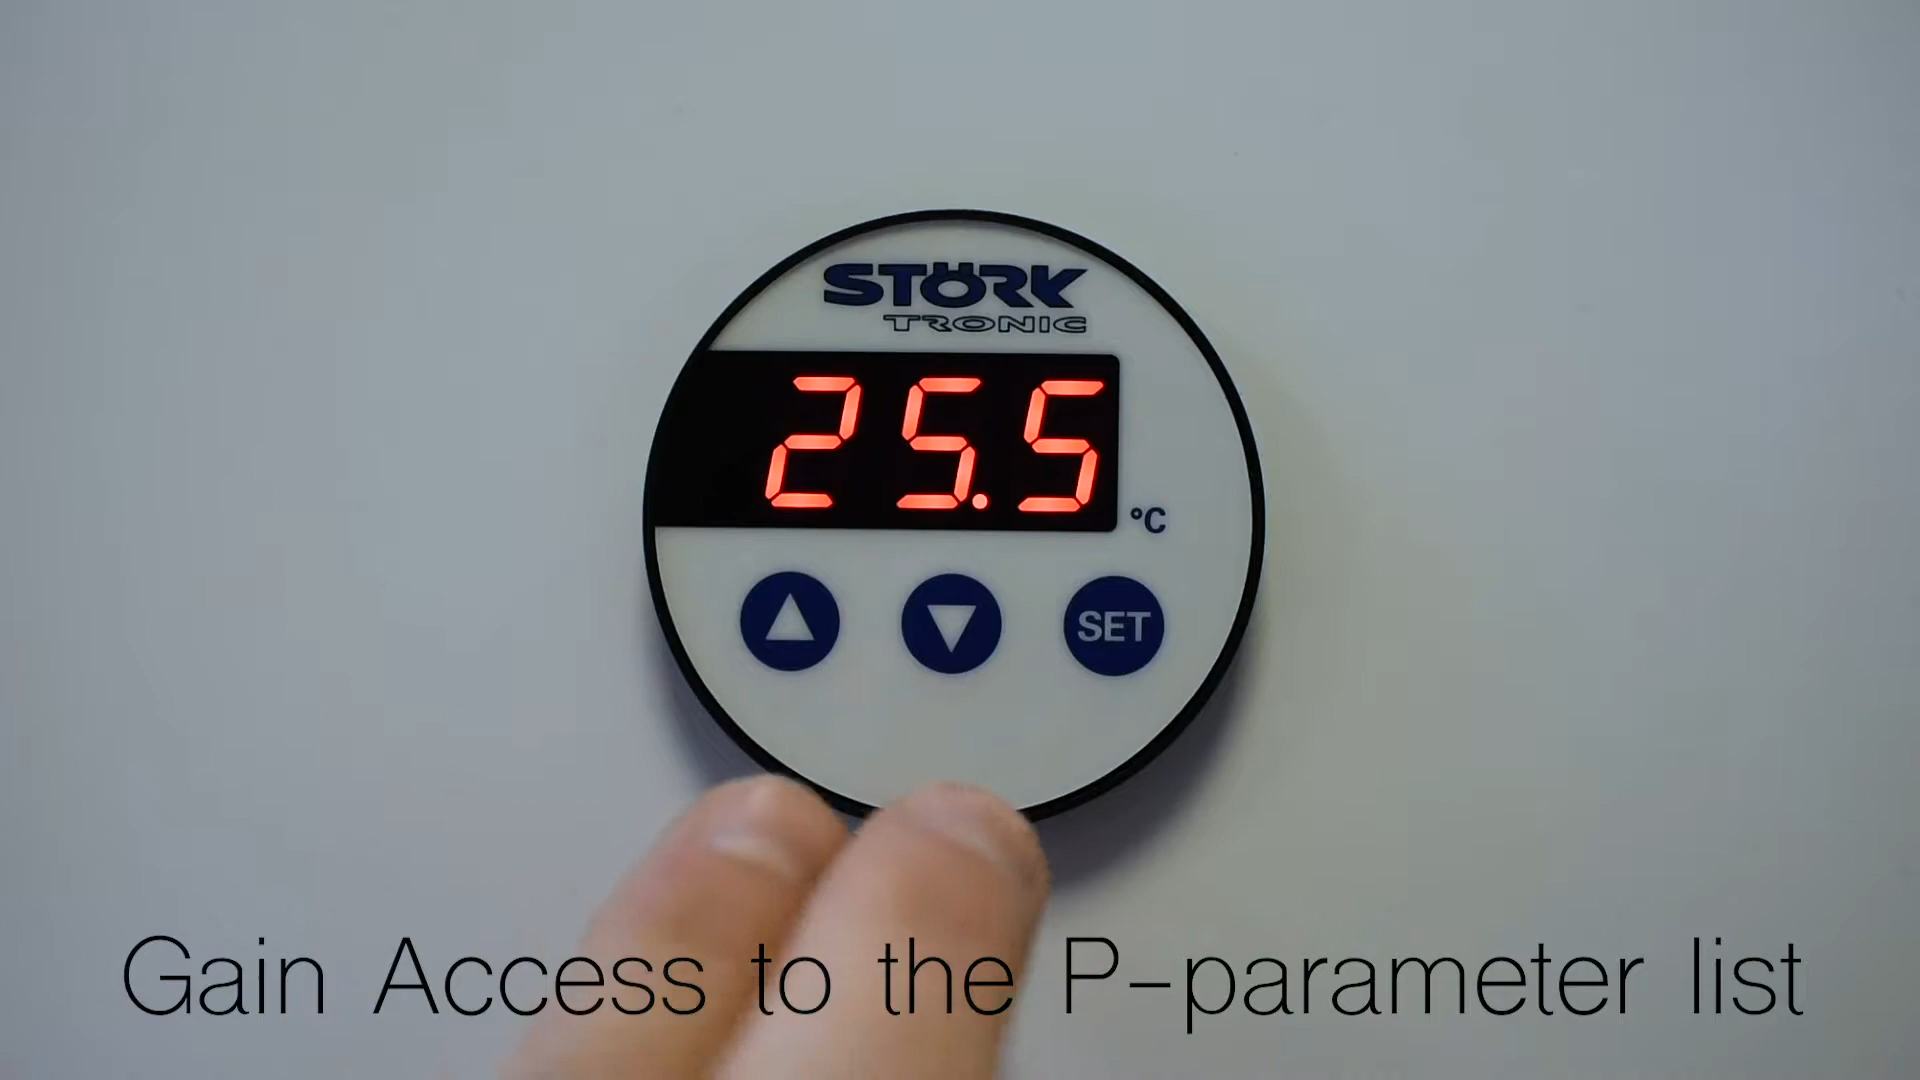 STÖRK
TRONIC
25.5
°C
SET
Gain Access to the P-parameter list